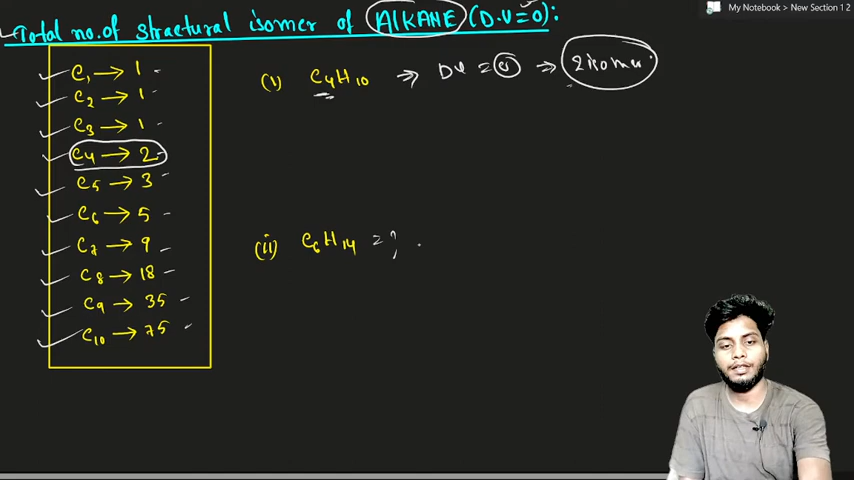 My Notebook > New Section 1 2
Total no. of structural isomer of ALKANE (D.U=0):
C1 → 1
C2 → 1
C3 → 1
C4 → 2
C5 → 3
C6 → 5
C7 → 9
C8 → 18
C9 → 35
C10 → 75
(i) C4H10 ⇒ DU = 0 ⇒ 2 isomer
(ii) C6H14 = ?